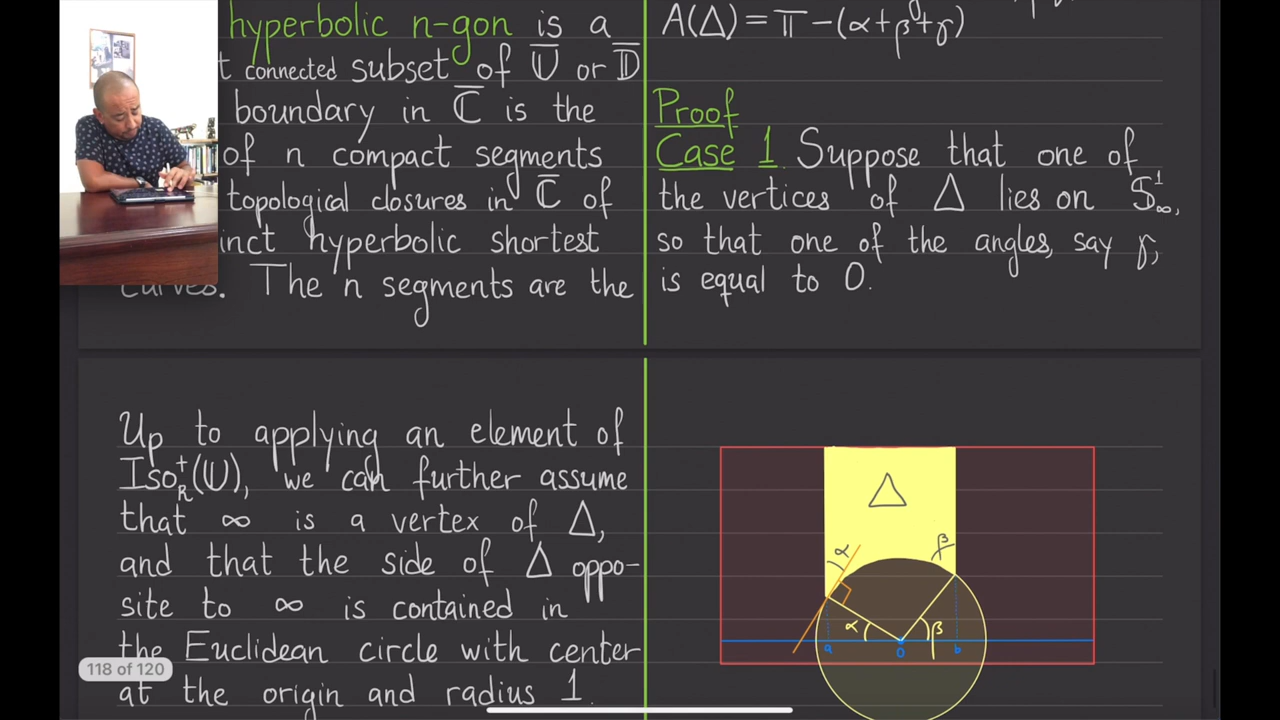 hyperbolic n-gon is a
connected subset of U̅ or D̅
boundary in C̅ is the
of n compact segments
topological closures in C̅ of
hyperbolic shortest
curves. The n segments are the
A(Δ) = π - (α+β+γ)
Proof
Case 1. Suppose that one of
the vertices of Δ lies on S¹∞,
so that one of the angles, say γ,
is equal to 0.
Up to applying an element of
Iso⁺ᵣ(U), we can further assume
that ∞ is a vertex of Δ,
and that the side of Δ oppo-
site to ∞ is contained in
the Euclidean circle with center
at the origin and radius 1.
118 of 120
Δ
α
β
α
β
a
0
b